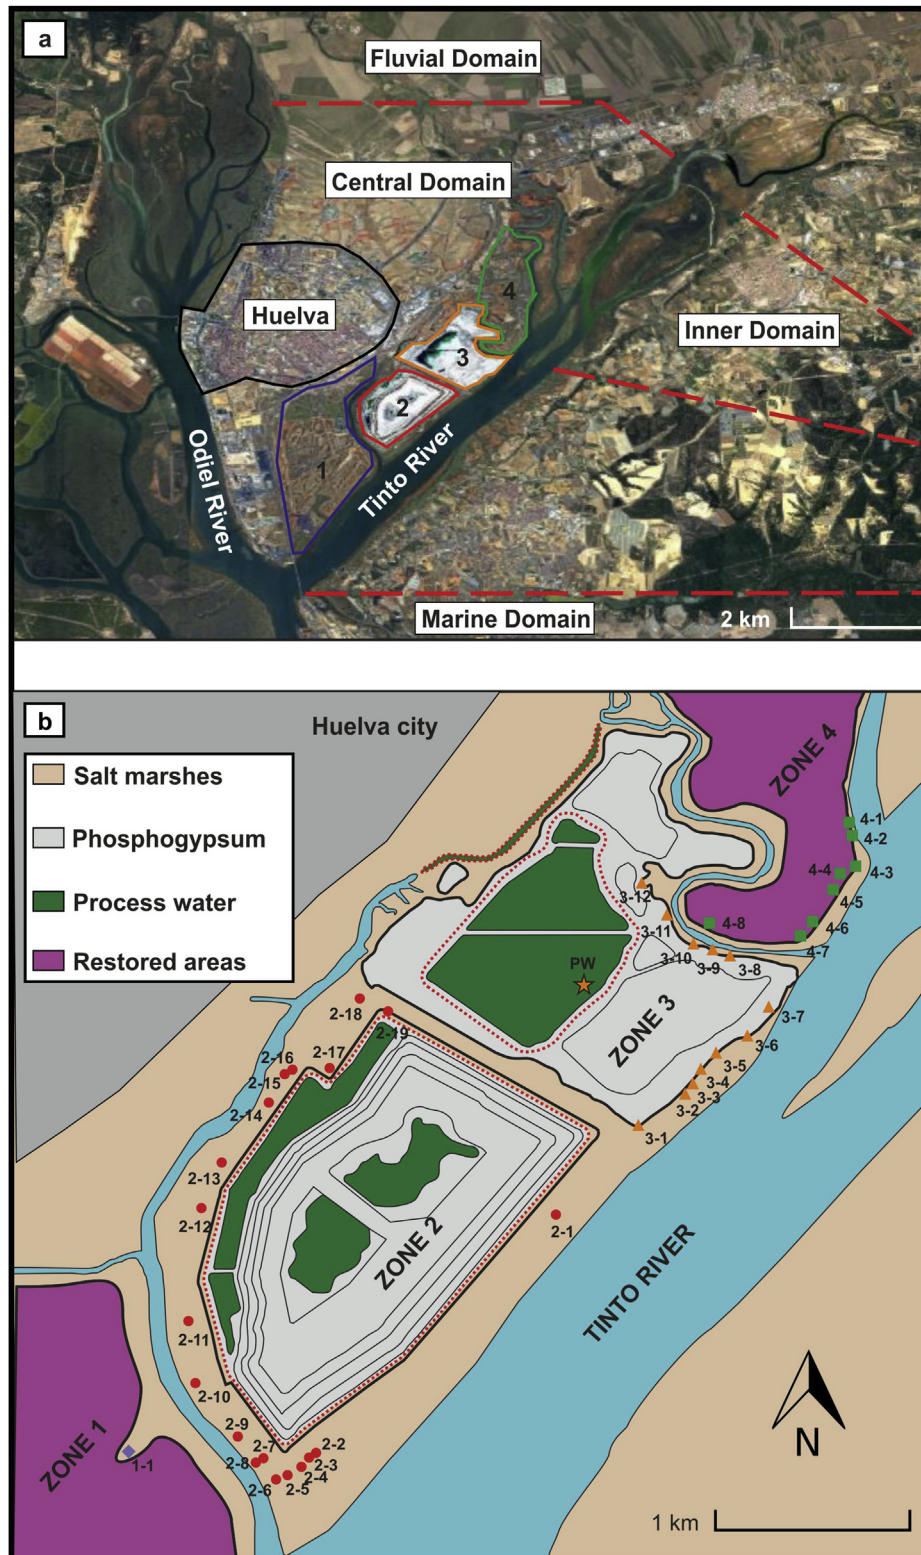 a
Fluvial Domain
Central Domain
Huelva
4
Inner Domain
3
2
1
Odiel River
Tinto River
Marine Domain
2 km
b
Huelva city
Salt marshes
Phosphogypsum
Process water
Restored areas
ZONE 4
4-1
4-2
4-3
4-4
4-5
4-6
4-7
4-8
3-12
3-11
3-10
3-9
3-8
PW
ZONE 3
3-7
3-6
3-5
3-4
3-3
3-2
3-1
2-18
2-19
2-17
2-16
2-15
2-14
2-13
2-12
2-1
ZONE 2
TINTO RIVER
2-11
2-10
2-9
2-8
2-7
2-6
2-5
2-4
2-3
2-2
ZONE 1
1-1
N
1 km